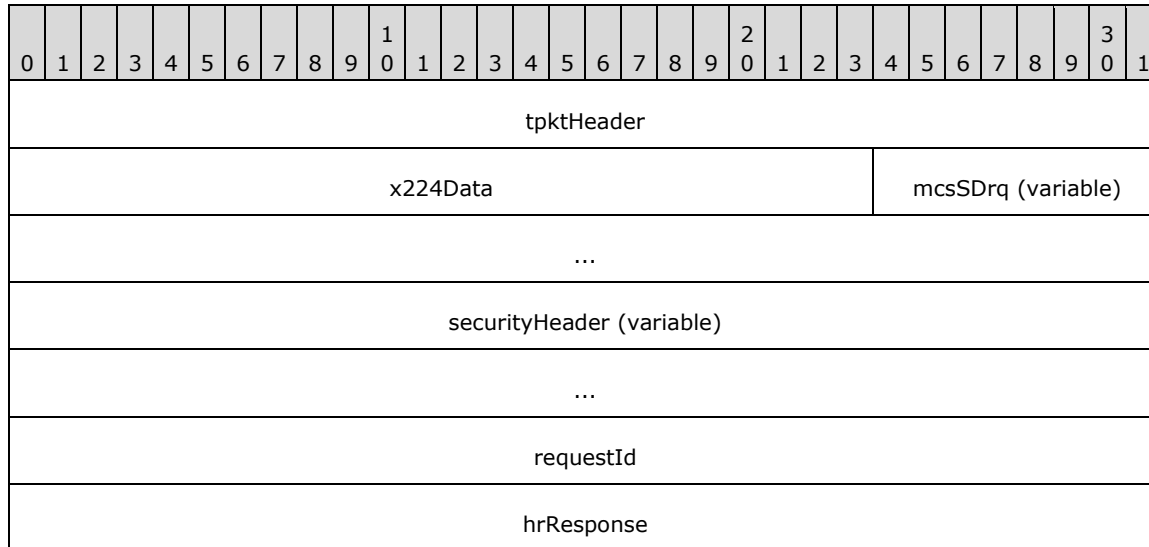 1 2 3
0 1 2 3 4 5 6 7 8 9 0 1 2 3 4 5 6 7 8 9 0 1 2 3 4 5 6 7 8 9 0 1
tpktHeader
x224Data mcsSDrq (variable)
...
securityHeader (variable)
...
requestId
hrResponse